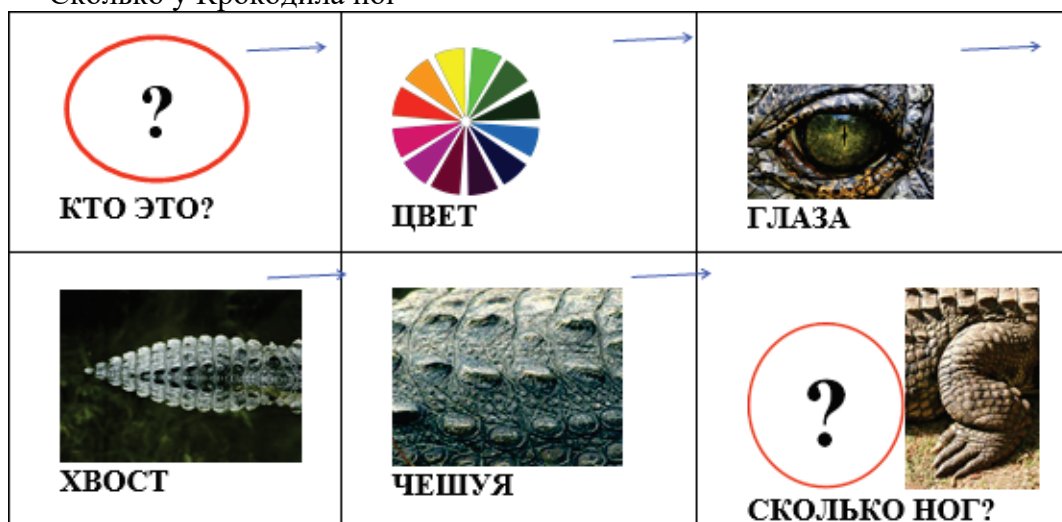 Сколько у Крокодила ног
?
КТО ЭТО?
ЦВЕТ
ГЛАЗА
ХВОСТ
ЧЕШУЯ
?
СКОЛЬКО НОГ?